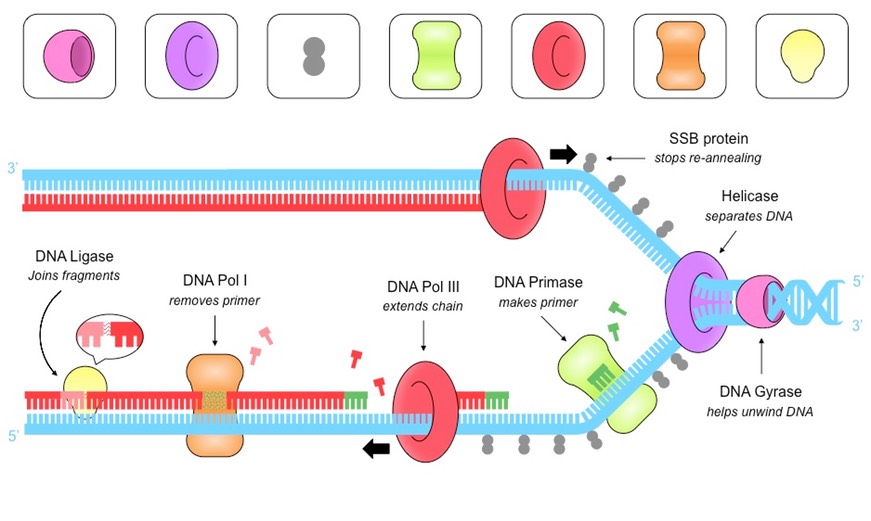 SSB protein
stops re-annealing
3’
Helicase
separates DNA
DNA Ligase
Joins fragments
DNA Pol I
removes primer
DNA Pol III
extends chain
DNA Primase
makes primer
5’
3’
DNA Gyrase
helps unwind DNA
5’